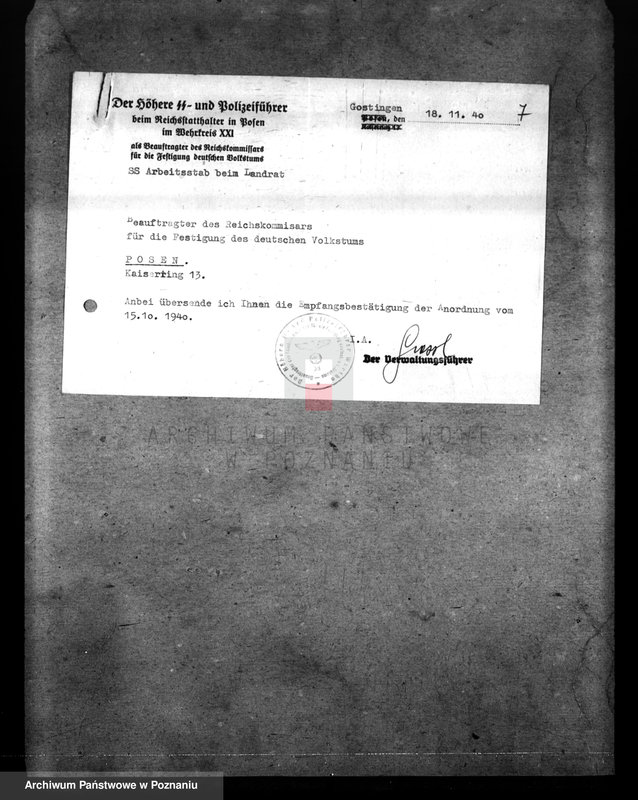 Der Höhere SS- und Polizeiführer
beim Reichsstatthalter in Posen
im Wehrkreis XXI
als Beauftragter des Reichskommissars
für die Festigung deutschen Volkstums
SS Arbeitsstab beim Landrat
Gostingen
Posen, den 18. 11. 4o
7
Beauftragter des Reichskommisars
für die Festigung des deutschen Volkstums
POSEN.
Kaiserring 13.
Anbei übersende ich Ihnen die Empfangsbestätigung der Anordnung vom
15.1o. 194o.
I.A.
Der Verwaltungsführer
ARCHIWUM PAŃSTWOWE
W POZNANIU
Archiwum Państwowe w Poznaniu